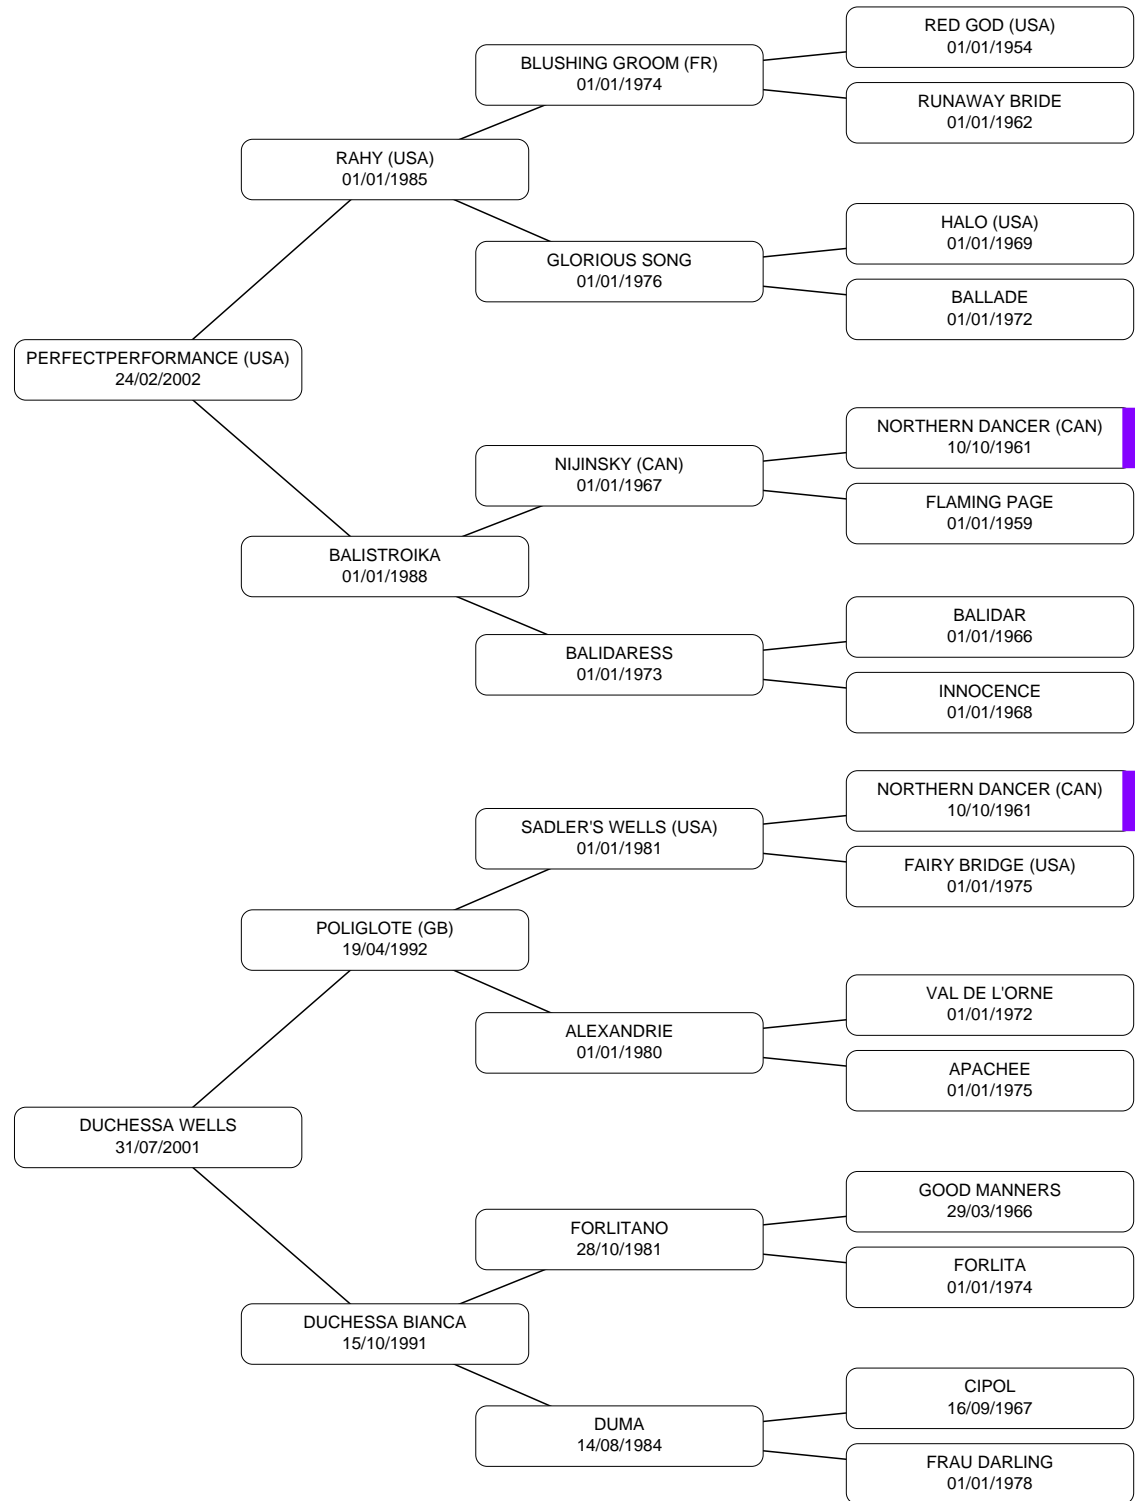 RED GOD (USA)
01/01/1954
BLUSHING GROOM (FR)
01/01/1974
RUNAWAY BRIDE
01/01/1962
RAHY (USA)
01/01/1985
HALO (USA)
01/01/1969
GLORIOUS SONG
01/01/1976
BALLADE
01/01/1972
PERFECTPERFORMANCE (USA)
24/02/2002
NORTHERN DANCER (CAN)
10/10/1961
NIJINSKY (CAN)
01/01/1967
FLAMING PAGE
01/01/1959
BALISTROIKA
01/01/1988
BALIDAR
01/01/1966
BALIDARESS
01/01/1973
INNOCENCE
01/01/1968
NORTHERN DANCER (CAN)
10/10/1961
SADLER'S WELLS (USA)
01/01/1981
FAIRY BRIDGE (USA)
01/01/1975
POLIGLOTE (GB)
19/04/1992
VAL DE L'ORNE
01/01/1972
ALEXANDRIE
01/01/1980
APACHEE
01/01/1975
DUCHESSA WELLS
31/07/2001
GOOD MANNERS
29/03/1966
FORLITANO
28/10/1981
FORLITA
01/01/1974
DUCHESSA BIANCA
15/10/1991
CIPOL
16/09/1967
DUMA
14/08/1984
FRAU DARLING
01/01/1978